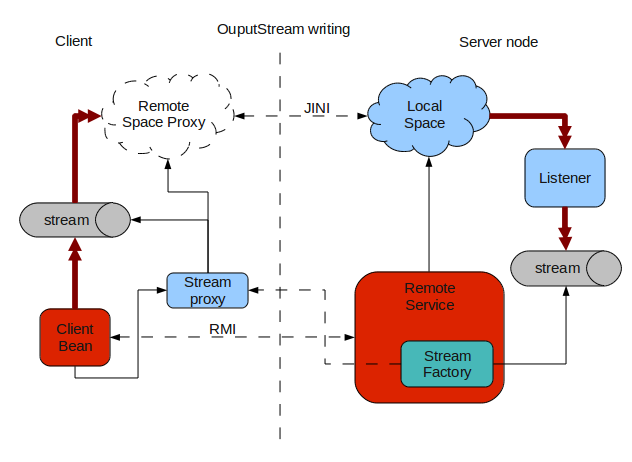 OuputStream writing
Client
Server node
Remote
Space Proxy
JINI
Local
Space
Listener
stream
stream
Stream
proxy
Remote
Service
Client
Bean
RMI
Stream
Factory